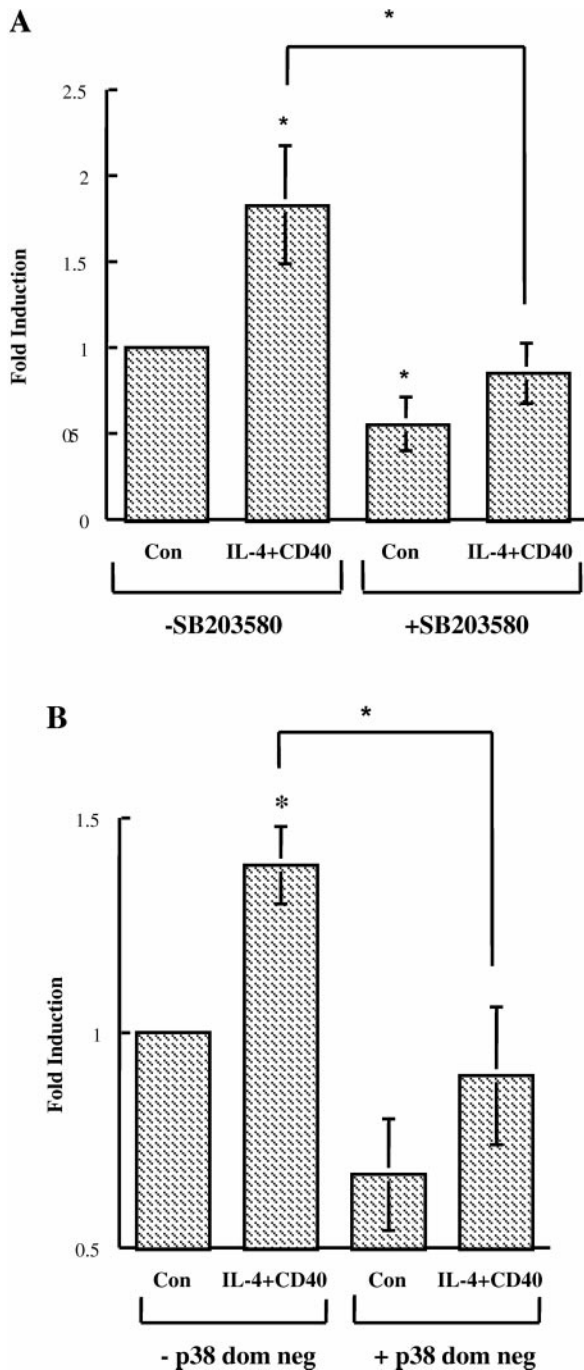 A
*
2.5
*
2
1.5
Fold Induction
1
*
05
0
Con IL-4+CD40 Con IL-4+CD40
-SB203580 +SB203580
B
*
1.5
*
Fold Induction
1
0.5
Con IL-4+CD40 Con IL-4+CD40
- p38 dom neg + p38 dom neg